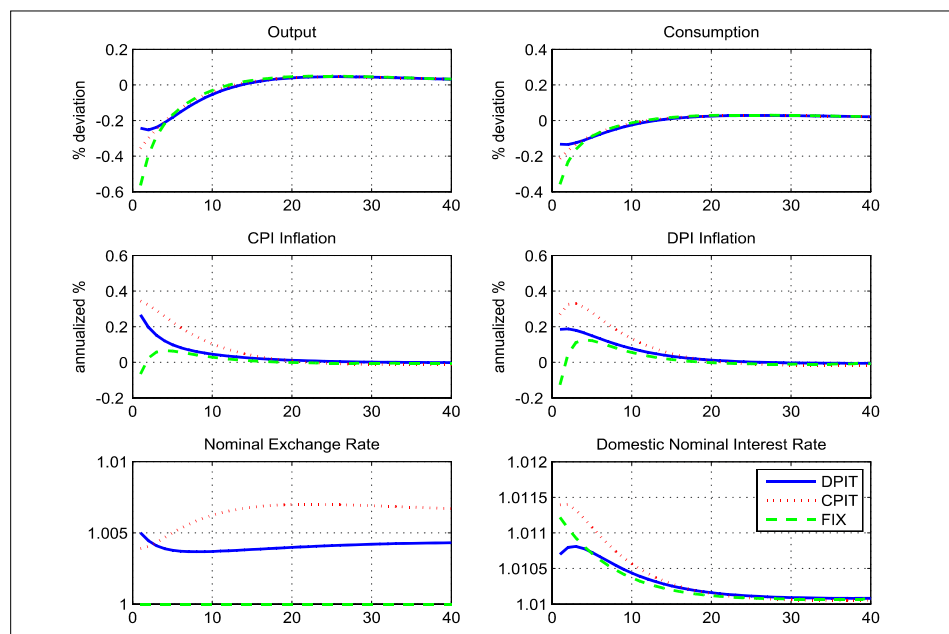 Output
Consumption
% deviation
0.2
0
-0.2
-0.4
-0.6
0 10 20 30 40
% deviation
0.4
0.2
0
-0.2
-0.4
0 10 20 30 40
CPI Inflation
DPI Inflation
annualized %
0.6
0.4
0.2
0
-0.2
0 10 20 30 40
annualized %
0.6
0.4
0.2
0
-0.2
0 10 20 30 40
Nominal Exchange Rate
Domestic Nominal Interest Rate
1.01
1.005
1
0 10 20 30 40
1.012
1.0115
1.011
1.0105
1.01
0 10 20 30 40
DPIT
CPIT
FIX